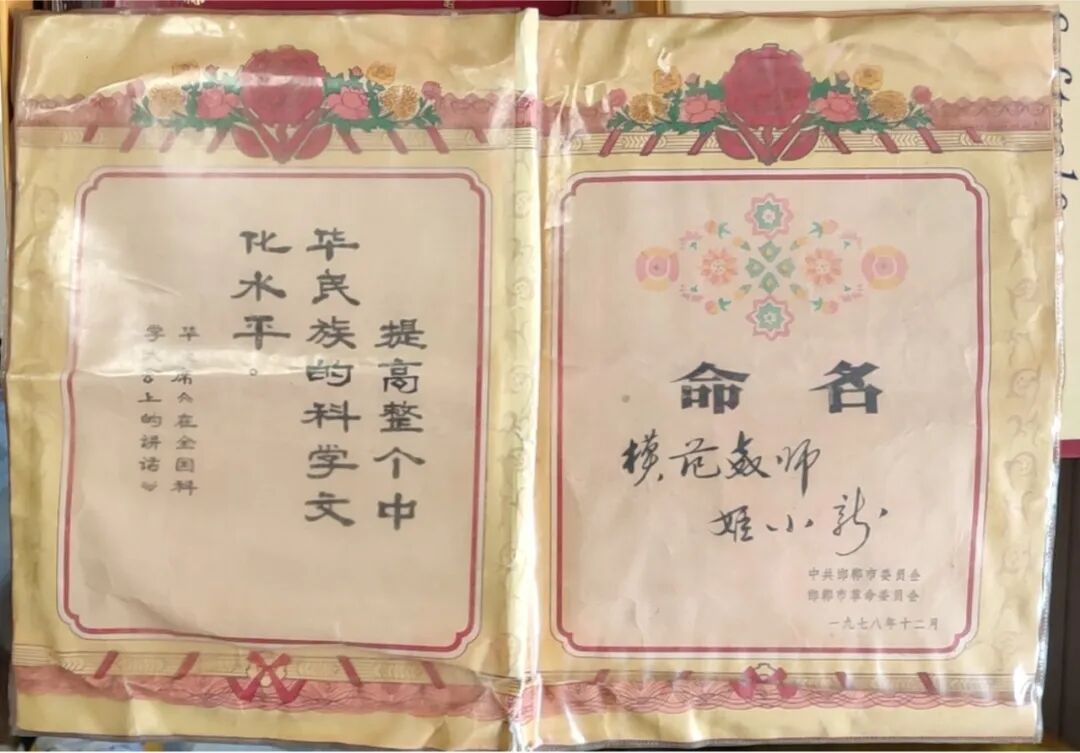 提高整个中
华民族的科学文
化水平。
华主席《在全国科
学大会上的讲话》
命名
模范教师
姬小
中共邯郸市委员会
邯郸市革命委员会
一九七八年十二月